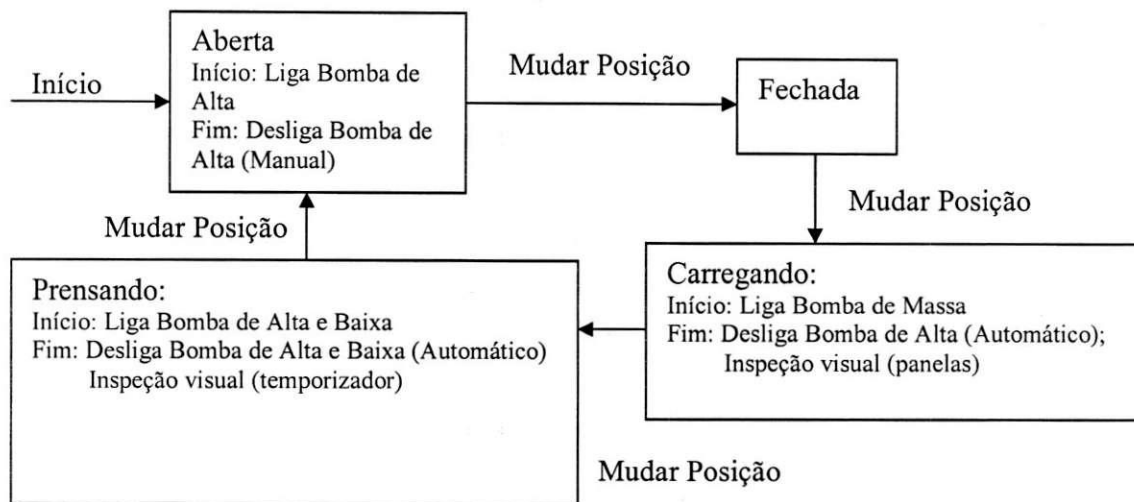 Início
Aberta
Início: Liga Bomba de
Alta
Fim: Desliga Bomba de
Alta (Manual)
Mudar Posição
Fechada
Mudar Posição
Carregando:
Início: Liga Bomba de Massa
Fim: Desliga Bomba de Alta (Automático);
Inspeção visual (panelas)
Mudar Posição
Prensando:
Início: Liga Bomba de Alta e Baixa
Fim: Desliga Bomba de Alta e Baixa (Automático)
Inspeção visual (temporizador)
Mudar Posição